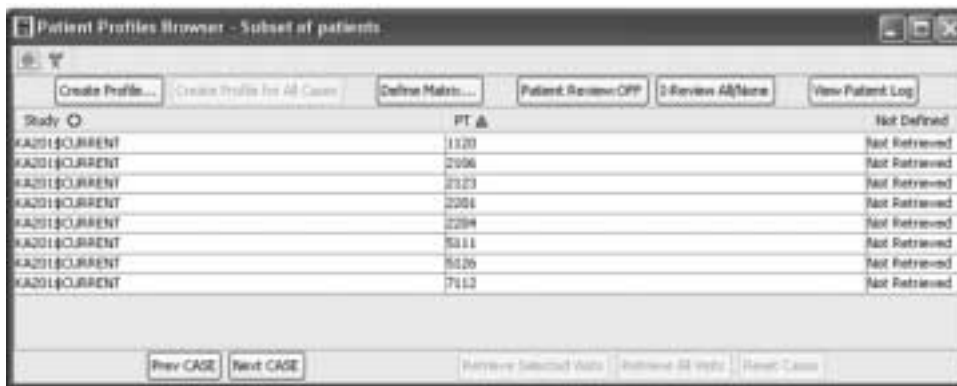 Patient Profiles Browser - Subset of patients
Create Profile... Create Profile for All Cases Define Matrix... Patient Review:OFF I-Review All/None View Patient Log
Study PT Not Defined
KA201$CURRENT 1120 Not Retrieved
KA201$CURRENT 2106 Not Retrieved
KA201$CURRENT 2123 Not Retrieved
KA201$CURRENT 2201 Not Retrieved
KA201$CURRENT 2204 Not Retrieved
KA201$CURRENT 5111 Not Retrieved
KA201$CURRENT 5126 Not Retrieved
KA201$CURRENT 7112 Not Retrieved
Prev CASE Next CASE Retrieve Selected Visits Retrieve All Visits Reset Cases